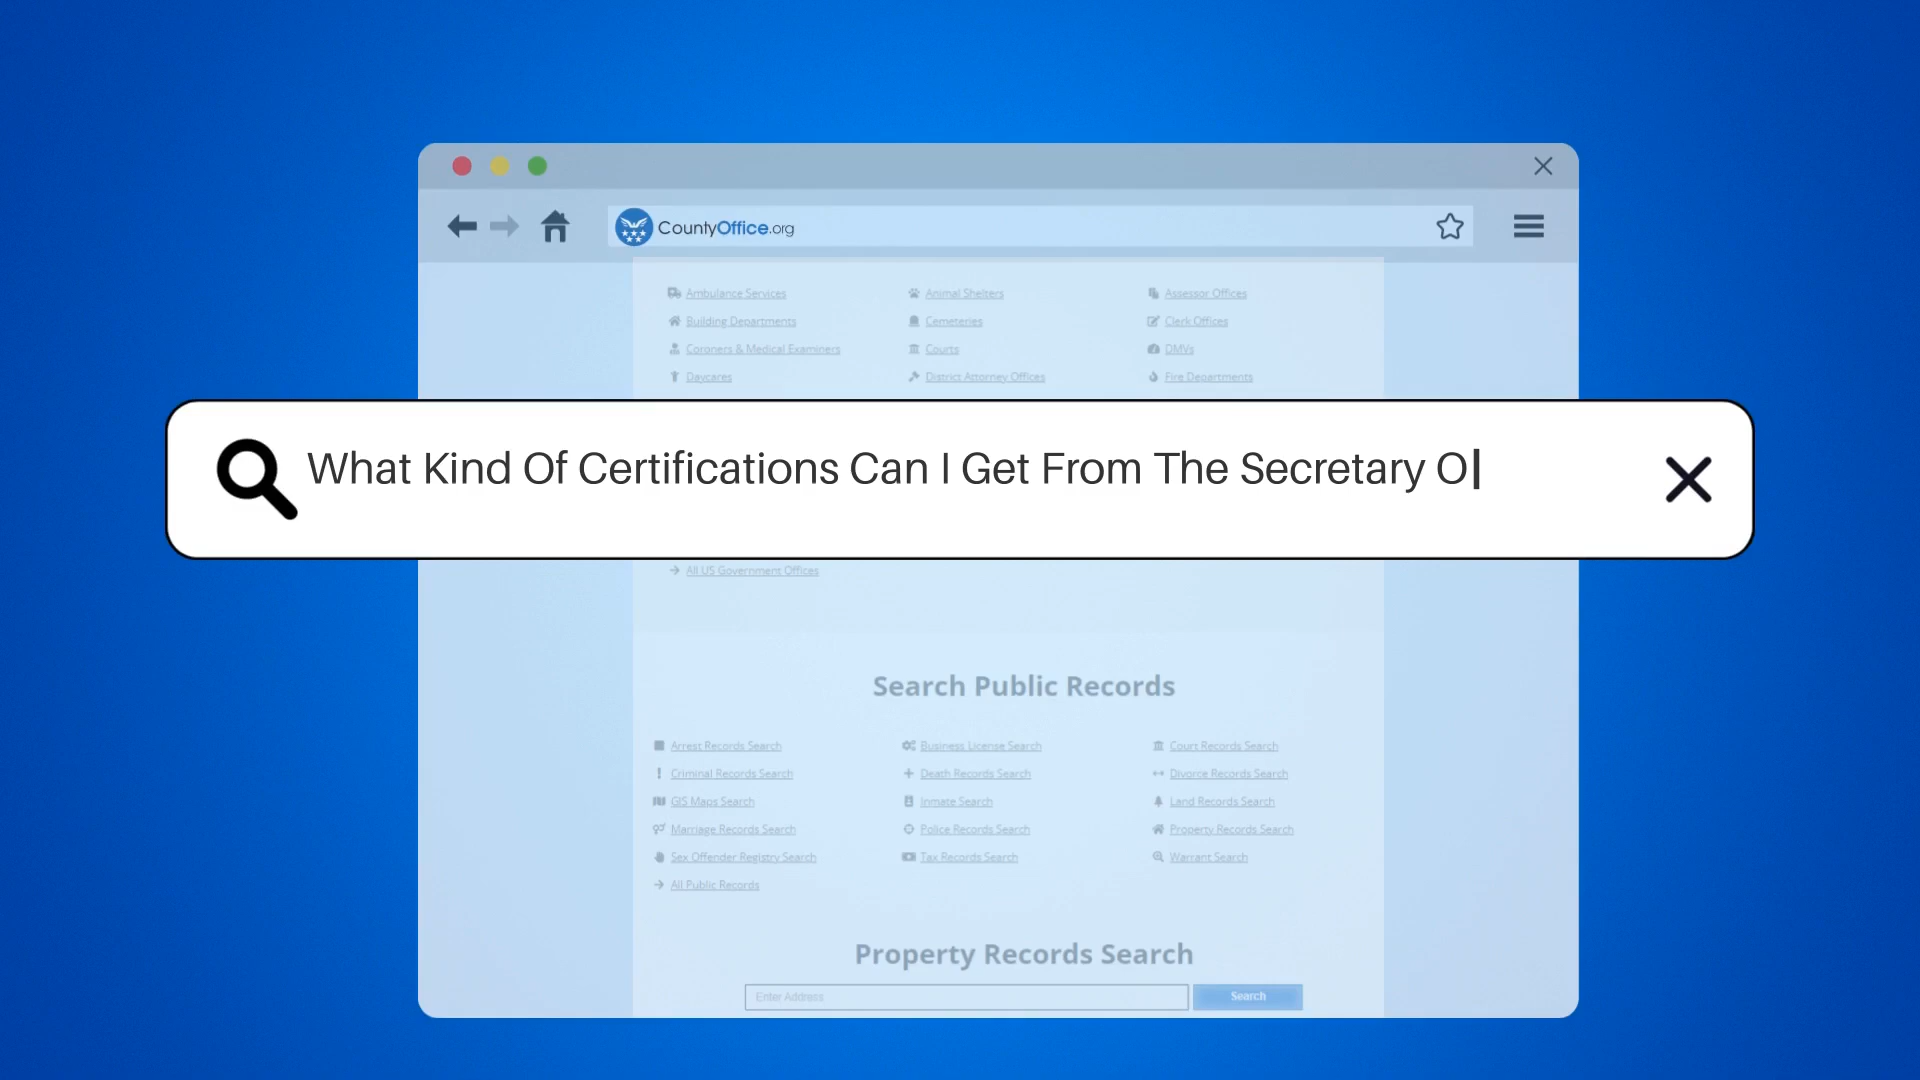 CountyOffice.org
Ambulance Services Animal Shelters Assessor Offices
Building Departments Cemeteries Clerk Offices
Coroners & Medical Examiners Courts DMVs
Daycares District Attorney Offices Fire Departments
What Kind Of Certifications Can I Get From The Secretary O
All US Government Offices
Search Public Records
Arrest Records Search Business License Search Court Records Search
Criminal Records Search Death Records Search Divorce Records Search
GIS Maps Search Inmate Search Land Records Search
Marriage Records Search Police Records Search Property Records Search
Sex Offender Registry Search Tax Records Search Warrant Search
All Public Records
Property Records Search
Enter Address Search